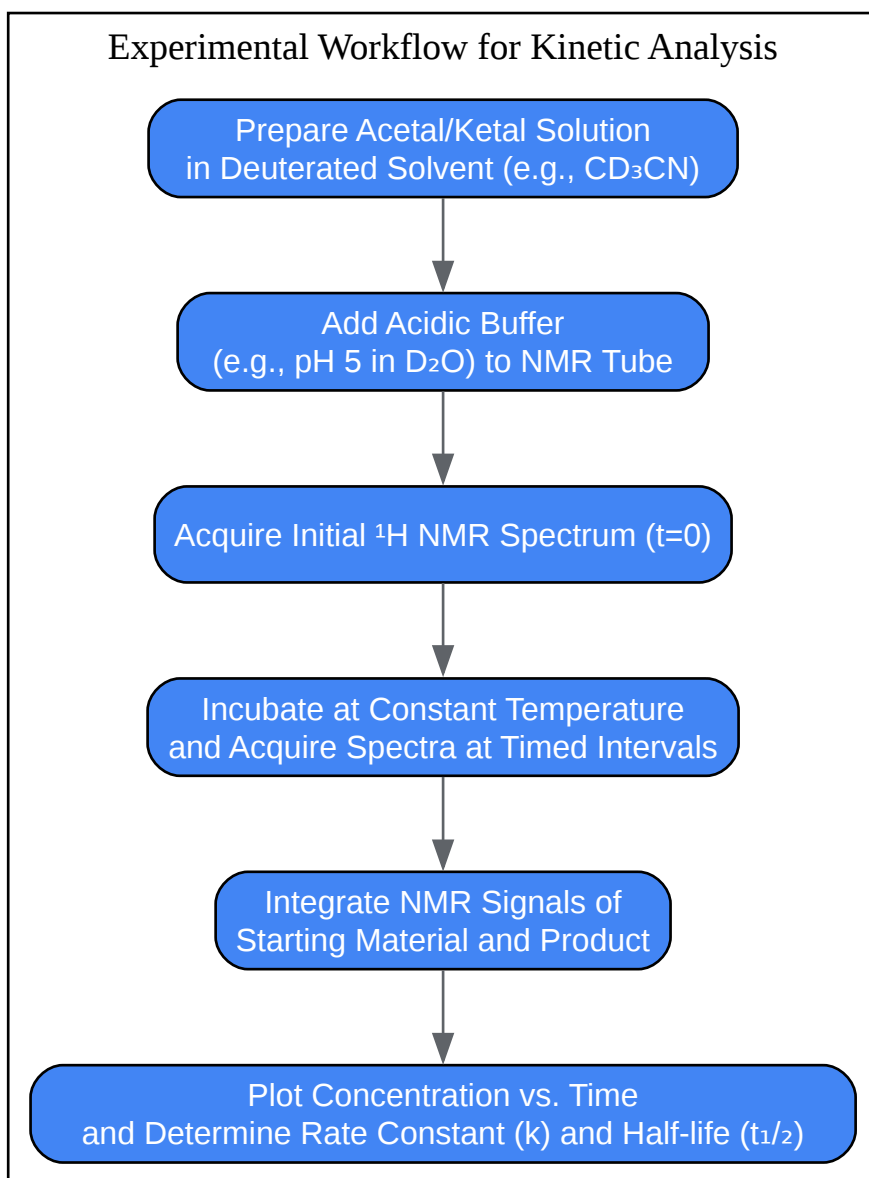 Experimental Workflow for Kinetic Analysis
Prepare Acetal/Ketal Solution
in Deuterated Solvent (e.g., CD₃CN)
Add Acidic Buffer
(e.g., pH 5 in D₂O) to NMR Tube
Acquire Initial ¹H NMR Spectrum (t=0)
Incubate at Constant Temperature
and Acquire Spectra at Timed Intervals
Integrate NMR Signals of
Starting Material and Product
Plot Concentration vs. Time
and Determine Rate Constant (k) and Half-life (t₁/₂)